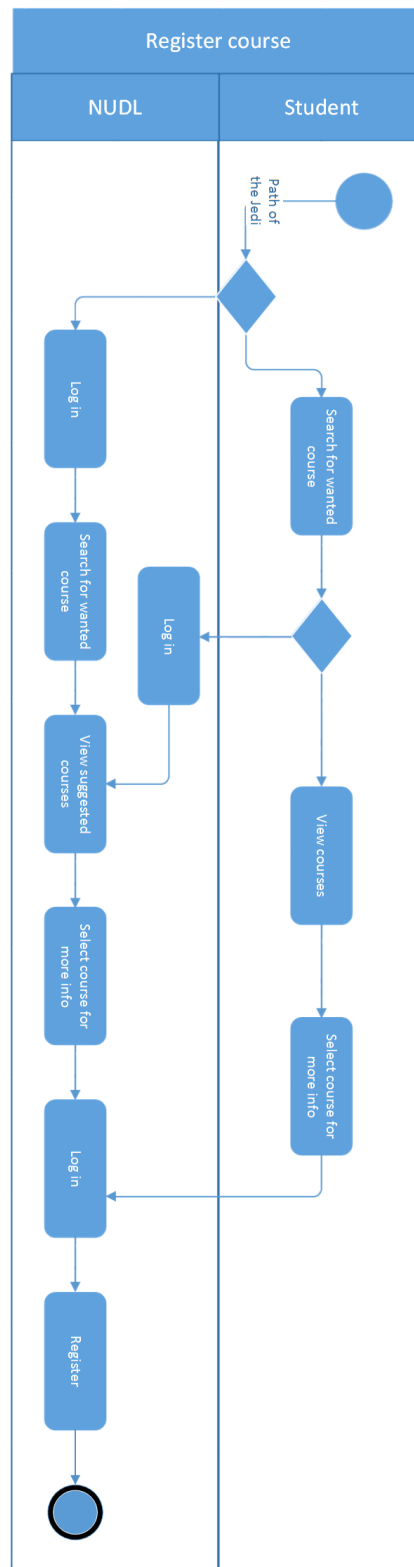 Register course
NUDL
Student
Path of
the Jedi
Log in
Search for wanted
course
Search for wanted
course
Log in
View suggested
courses
View courses
Select course for
more info
Select course for
more info
Log in
Register